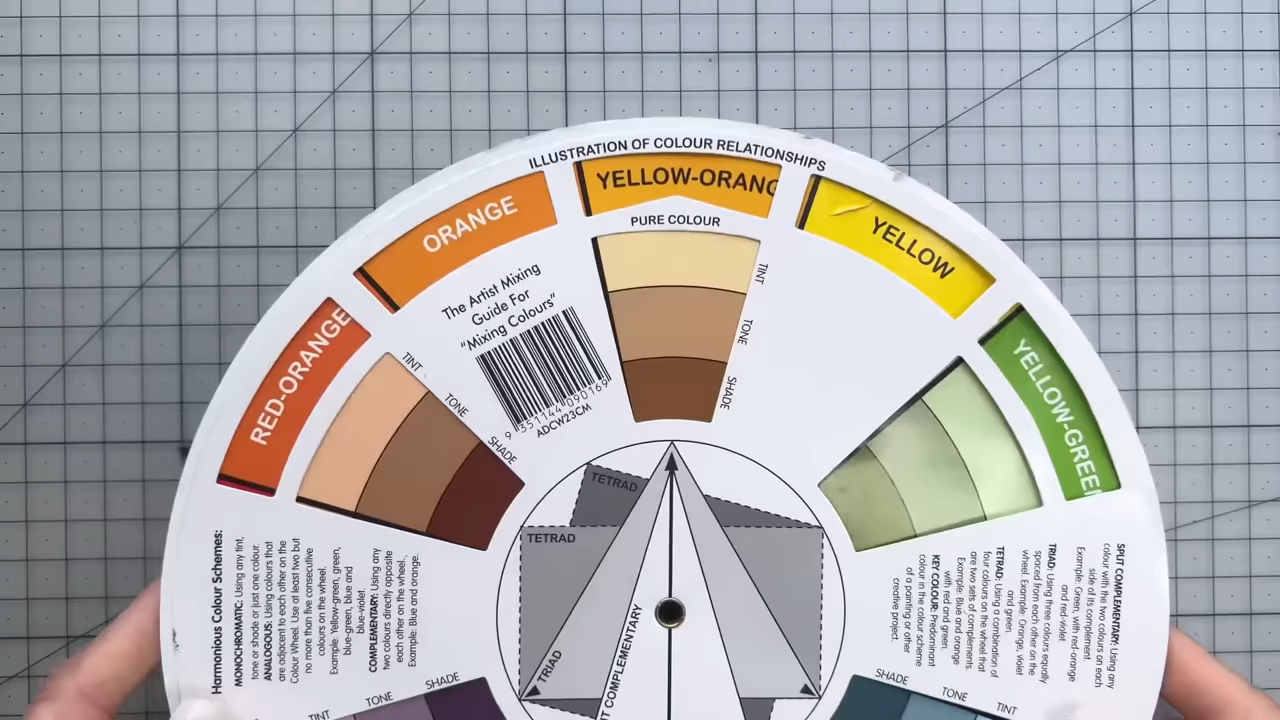 ILLUSTRATION OF COLOUR RELATIONSHIPS
RED-ORANGE
ORANGE
YELLOW-ORANG
YELLOW
YELLOW-GREEN
PURE COLOUR
TINT
TONE
SHADE
The Artist Mixing
Guide For
"Mixing Colours"
9 351144 090169
ADCW23CM
TINT
TONE
SHADE
TETRAD
TETRAD
TRIAD
IT COMPLEMENTARY
Harmonious Colour Schemes:
MONOCHROMATIC: Using any tint,
tone or shade or just one colour.
ANALOGOUS: Using colours that
are adjacent to each other on the
Colour Wheel. Use at least two but
no more than five consecutive
colours on the wheel.
Example: Yellow-green, green,
blue-green, blue and
blue-violet.
COMPLEMENTARY: Using any
two colours directly opposite
each other on the wheel.
Example: Blue and orange.
SPLIT COMPLEMENTARY: Using any
colour with the two colours on each
side of its complement.
Example: Green, with red-orange
and red-violet.
TRIAD: Using three colours equally
spaced from each other on the
wheel. Example: Orange, violet
and green.
TETRAD: Using a combination of
four colours on the wheel that
are two sets of complements.
Example: Blue and orange
with red and green.
KEY COLOUR: Predominant
colour in the colour scheme
of a painting or other
creative project.
TINT
TONE
SHADE
SHADE
TONE
TINT